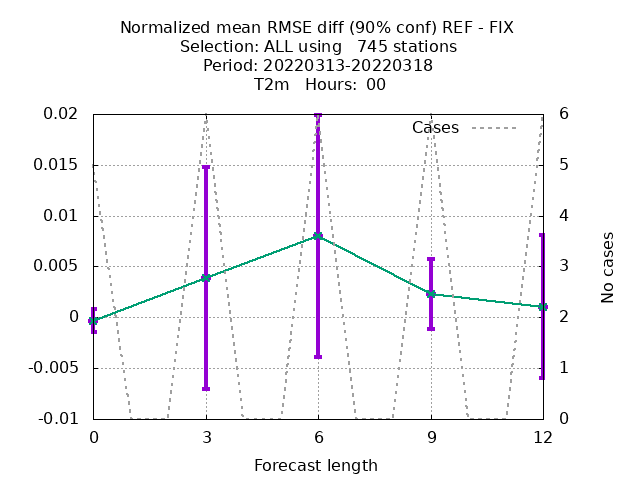 Normalized mean RMSE diff (90% conf) REF - FIX
Selection: ALL using   745 stations
Period: 20220313-20220318
T2m   Hours:  00
0.02
0.015
0.01
0.005
0
-0.005
-0.01
Cases
6
5
4
3
2
1
0
No cases
0
3
6
9
12
Forecast length